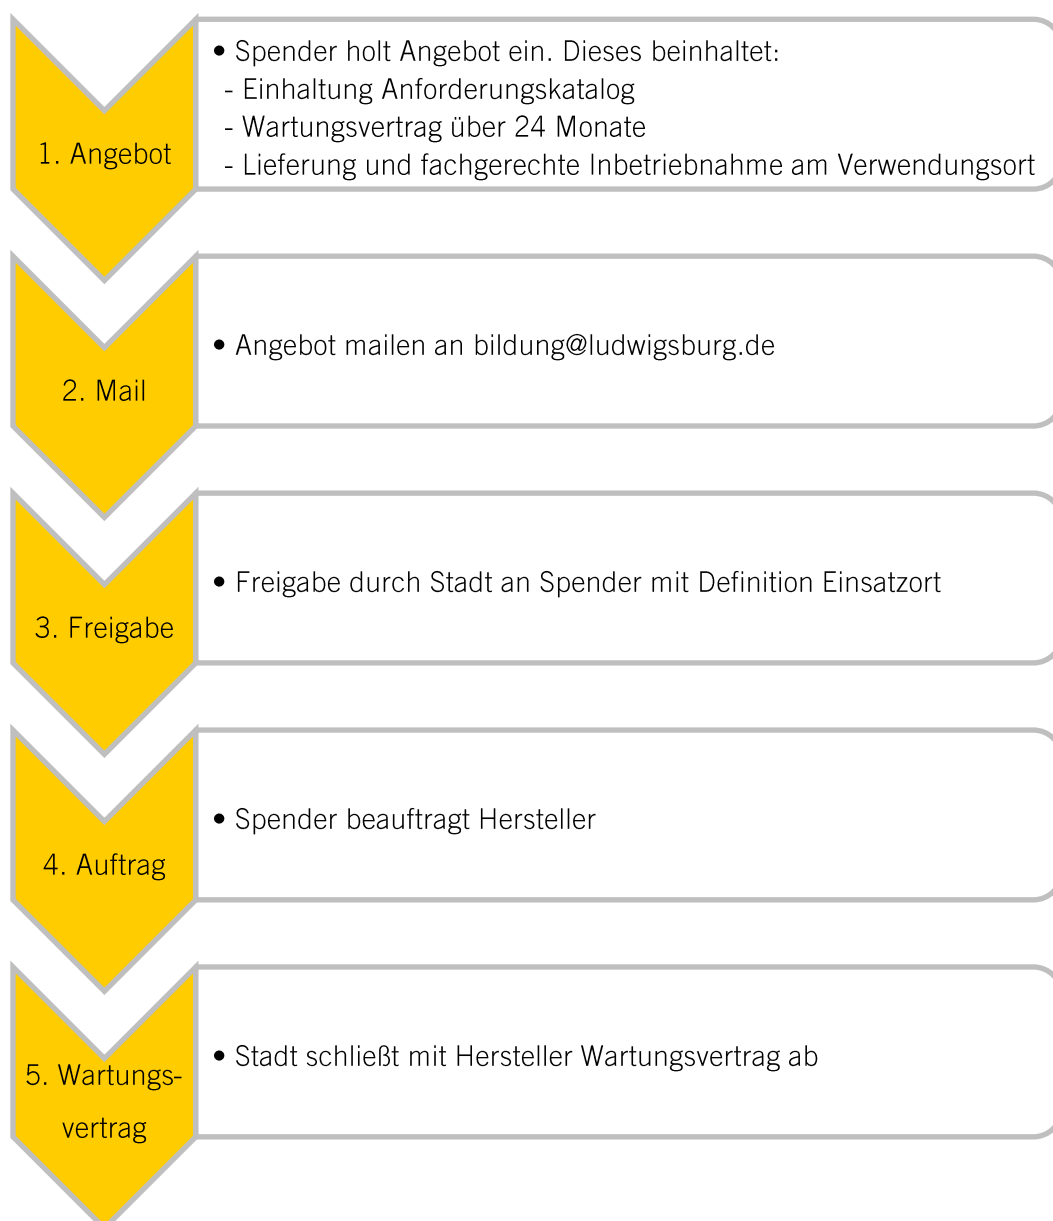 1. Angebot
• Spender holt Angebot ein. Dieses beinhaltet:
- Einhaltung Anforderungskatalog
- Wartungsvertrag über 24 Monate
- Lieferung und fachgerechte Inbetriebnahme am Verwendungsort
2. Mail
• Angebot mailen an bildung@ludwigsburg.de
3. Freigabe
• Freigabe durch Stadt an Spender mit Definition Einsatzort
4. Auftrag
• Spender beauftragt Hersteller
5. Wartungs-
vertrag
• Stadt schließt mit Hersteller Wartungsvertrag ab